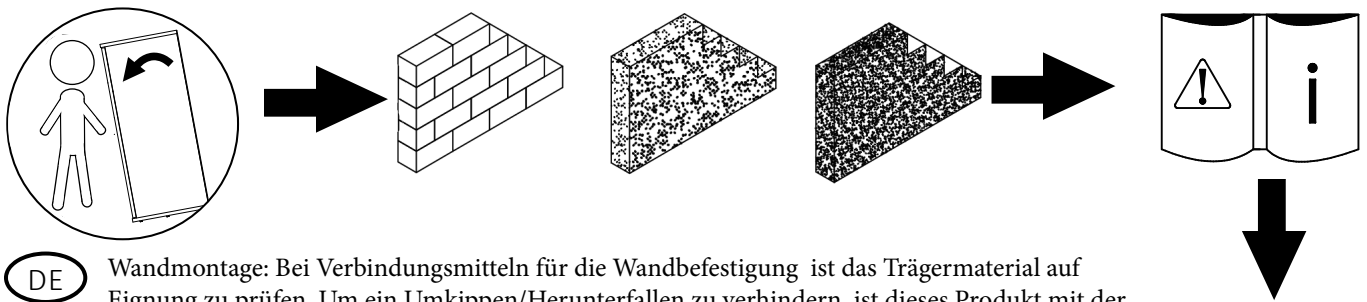 DE
Wandmontage: Bei Verbindungsmitteln für die Wandbefestigung ist das Trägermaterial auf
Eignung zu prüfen. Um ein Umkippen/Herunterfallen zu verhindern, ist dieses Produkt mit der